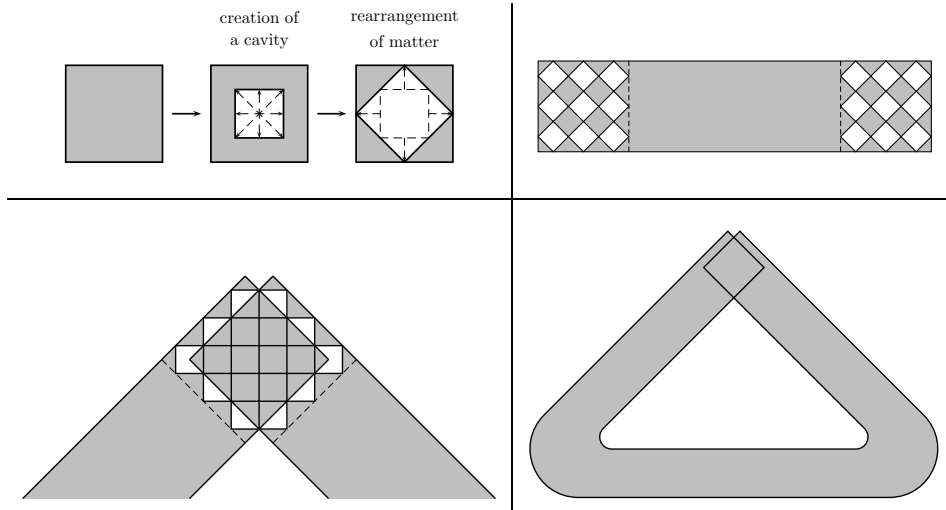 creation of
a cavity
rearrangement
of matter